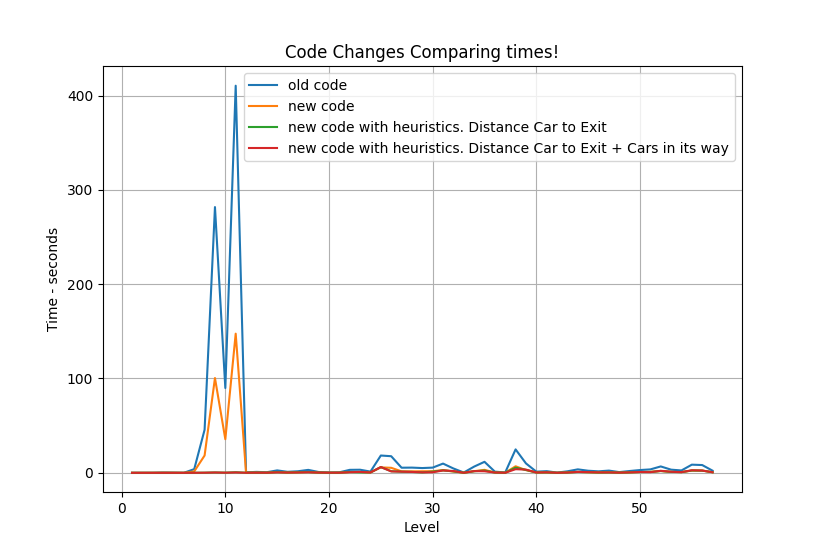 Code Changes Comparing times!
old code
new code
new code with heuristics. Distance Car to Exit
new code with heuristics. Distance Car to Exit + Cars in its way
Time - seconds
400
300
200
100
0
0 10 20 30 40 50
Level